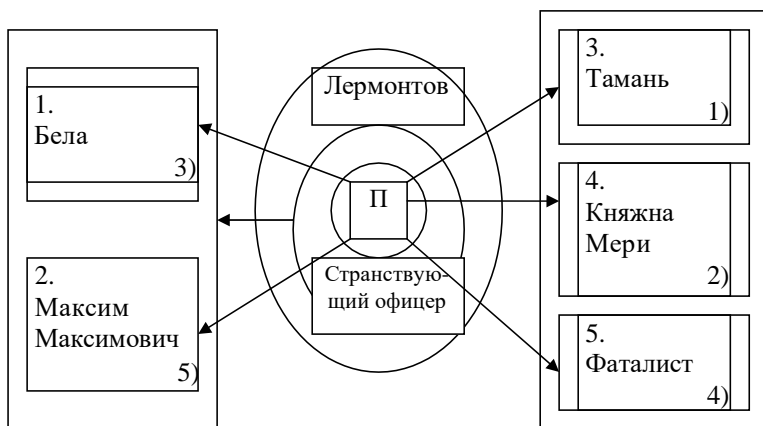 1.
Бела
3)
2.
Максим
Максимович
5)
Лермонтов
П
Странствую-
щий офицер
3.
Тамань
1)
4.
Княжна
Мери
2)
5.
Фаталист
4)